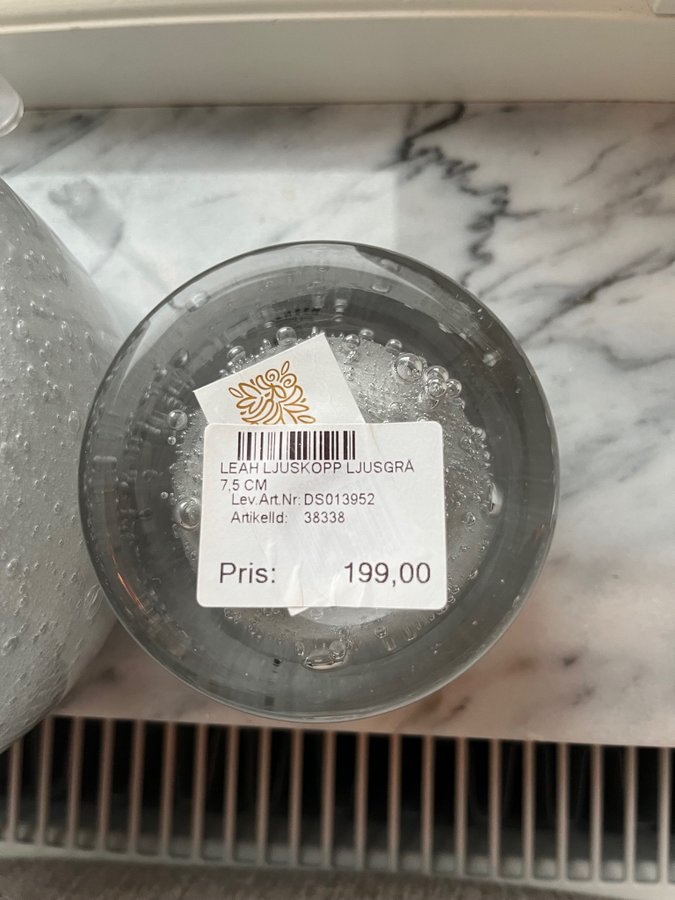 LEAH LJUSKOPP LJUSGRÅ
7,5 CM
Lev.Art.Nr: DS013952
ArtikelId: 38338
Pris: 199,00